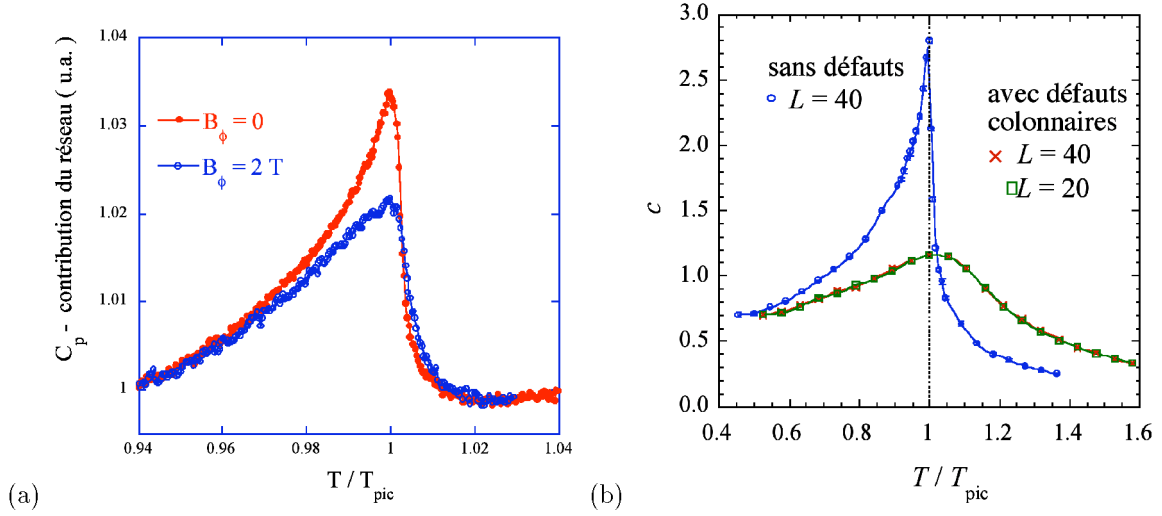 1.04
1.03
1.02
1.01
1
0.94
0.96
0.98
1
1.02
1.04
C_p - contribution du réseau ( u.a. )
B_ϕ = 0
B_ϕ = 2 T
T / T_pic
(a)
3.0
2.5
2.0
1.5
1.0
0.5
0.0
0.4
0.6
0.8
1
1.2
1.4
1.6
c
sans défauts
L = 40
avec défauts
colonnaires
L = 40
L = 20
T / T_pic
(b)